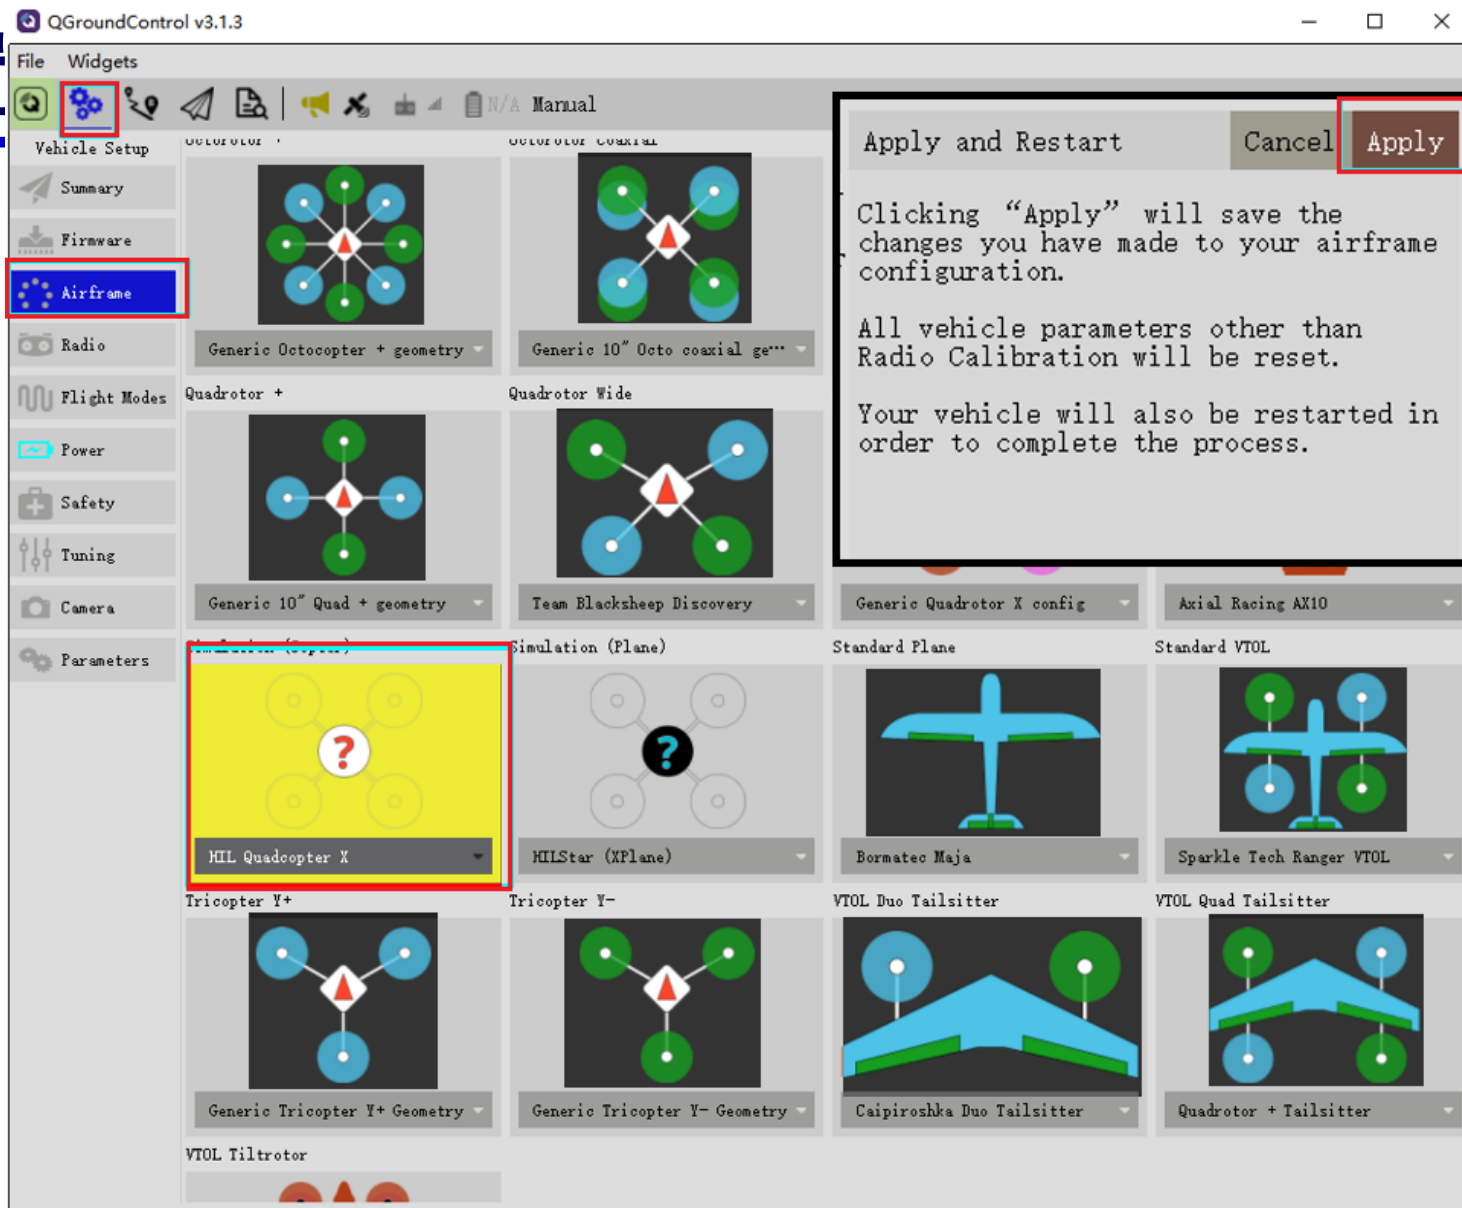 QGroundControl v3.1.3
File Widgets
N/A Manual
Vehicle Setup
Summary
Firmware
Airframe
Radio
Flight Modes
Power
Safety
Tuning
Camera
Parameters
Octorotor + Octorotor Coaxial
Generic Octocopter + geometry Generic 10″ Octo coaxial ge···
Apply and Restart Cancel Apply
Clicking “Apply” will save the
changes you have made to your airframe
configuration.
All vehicle parameters other than
Radio Calibration will be reset.
Your vehicle will also be restarted in
order to complete the process.
Quadrotor + Quadrotor Wide
Generic 10″ Quad + geometry Team Blacksheep Discovery Generic Quadrotor X config Axial Racing AX10
Simulation (Copter) Simulation (Plane) Standard Plane Standard VTOL
?
?
HIL Quadcopter X HILStar (XPlane) Bormatec Maja Sparkle Tech Ranger VTOL
Tricopter Y+ Tricopter Y- VTOL Duo Tailsitter VTOL Quad Tailsitter
Generic Tricopter Y+ Geometry Generic Tricopter Y- Geometry Caipiroshka Duo Tailsitter Quadrotor + Tailsitter
VTOL Tiltrotor